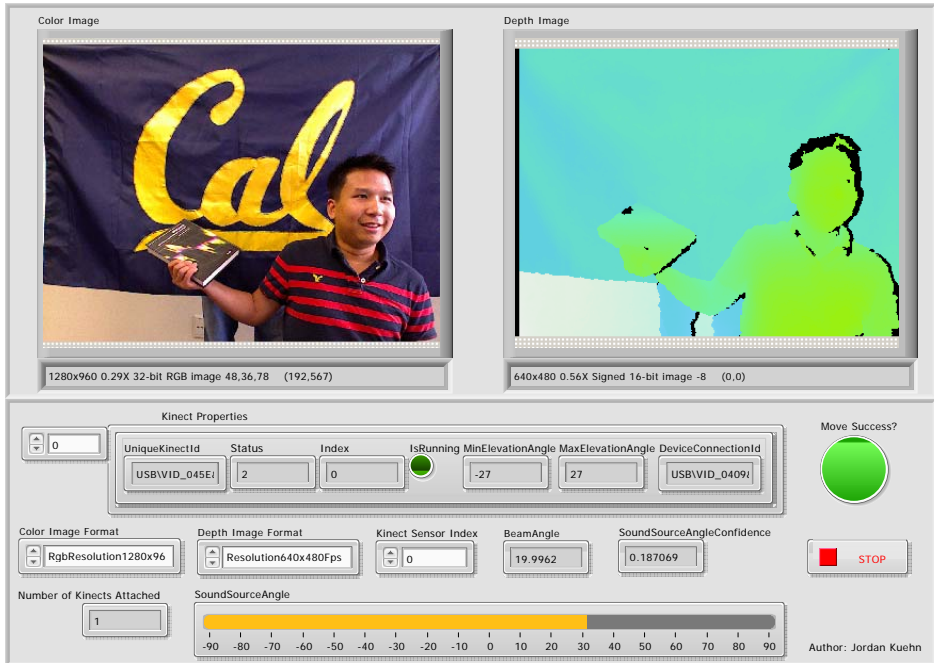 Color Image
Depth Image
Cal
1280x960 0.29X 32-bit RGB image 48,36,78 (192,567)
640x480 0.56X Signed 16-bit image -8 (0,0)
Kinect Properties
0
UniqueKinectId Status Index IsRunning MinElevationAngle MaxElevationAngle DeviceConnectionId
USB\VID_045E& 2 0 -27 27 USB\VID_0409&
Move Success?
Color Image Format Depth Image Format Kinect Sensor Index BeamAngle SoundSourceAngleConfidence
RgbResolution1280x96 Resolution640x480Fps 0 19.9962 0.187069
STOP
Number of Kinects Attached
1
SoundSourceAngle
-90 -80 -70 -60 -50 -40 -30 -20 -10 0 10 20 30 40 50 60 70 80 90
Author: Jordan Kuehn